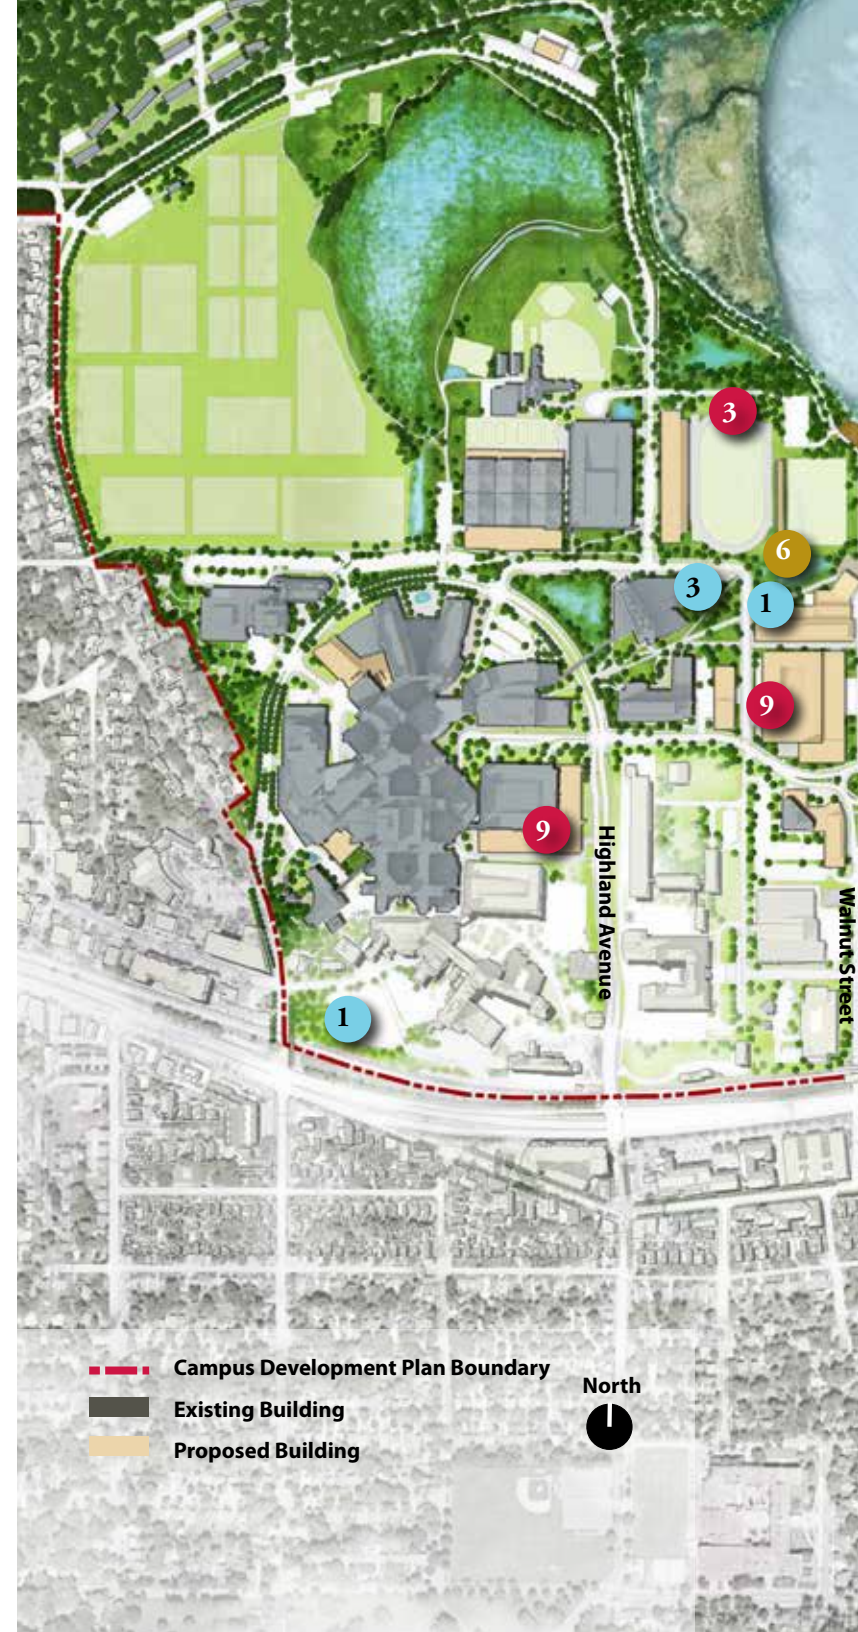 3
6
3
1
9
9
Highland Avenue
Walnut Street
1
Campus Development Plan Boundary
Existing Building
Proposed Building
North